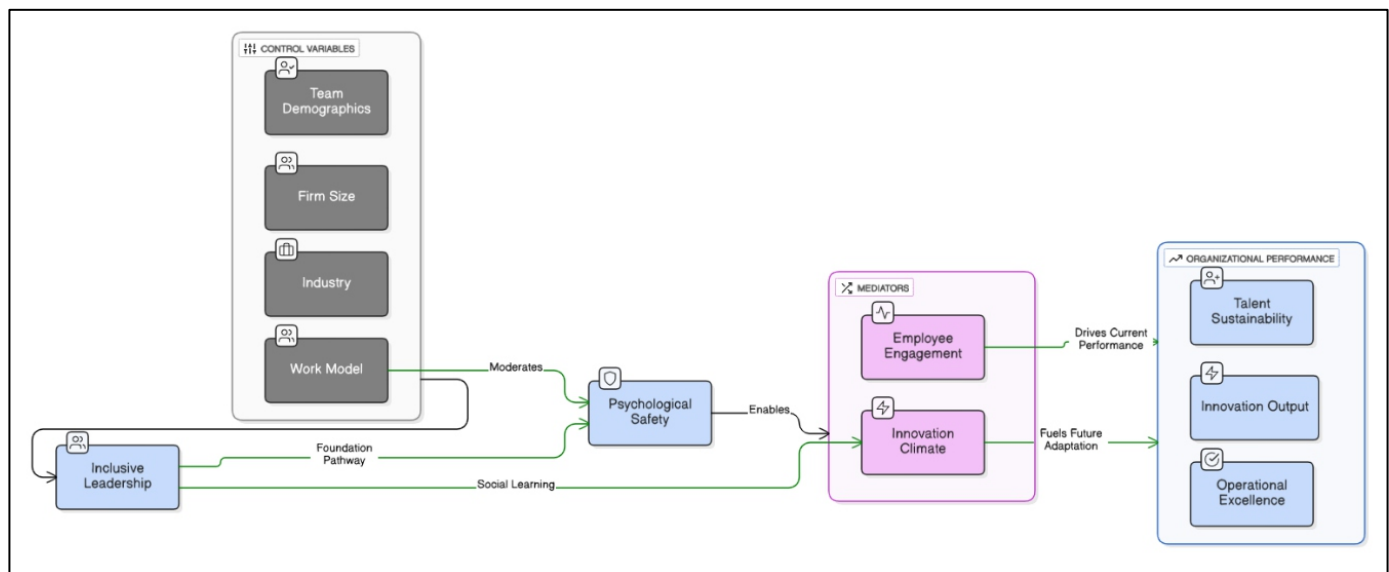 CONTROL VARIABLES
Team
Demographics
Firm Size
Industry
Work Model
Moderates
Inclusive
Leadership
Foundation
Pathway
Social Learning
Psychological
Safety
Enables
MEDIATORS
Employee
Engagement
Innovation
Climate
Drives Current
Performance
Fuels Future
Adaptation
ORGANIZATIONAL PERFORMANCE
Talent
Sustainability
Innovation Output
Operational
Excellence